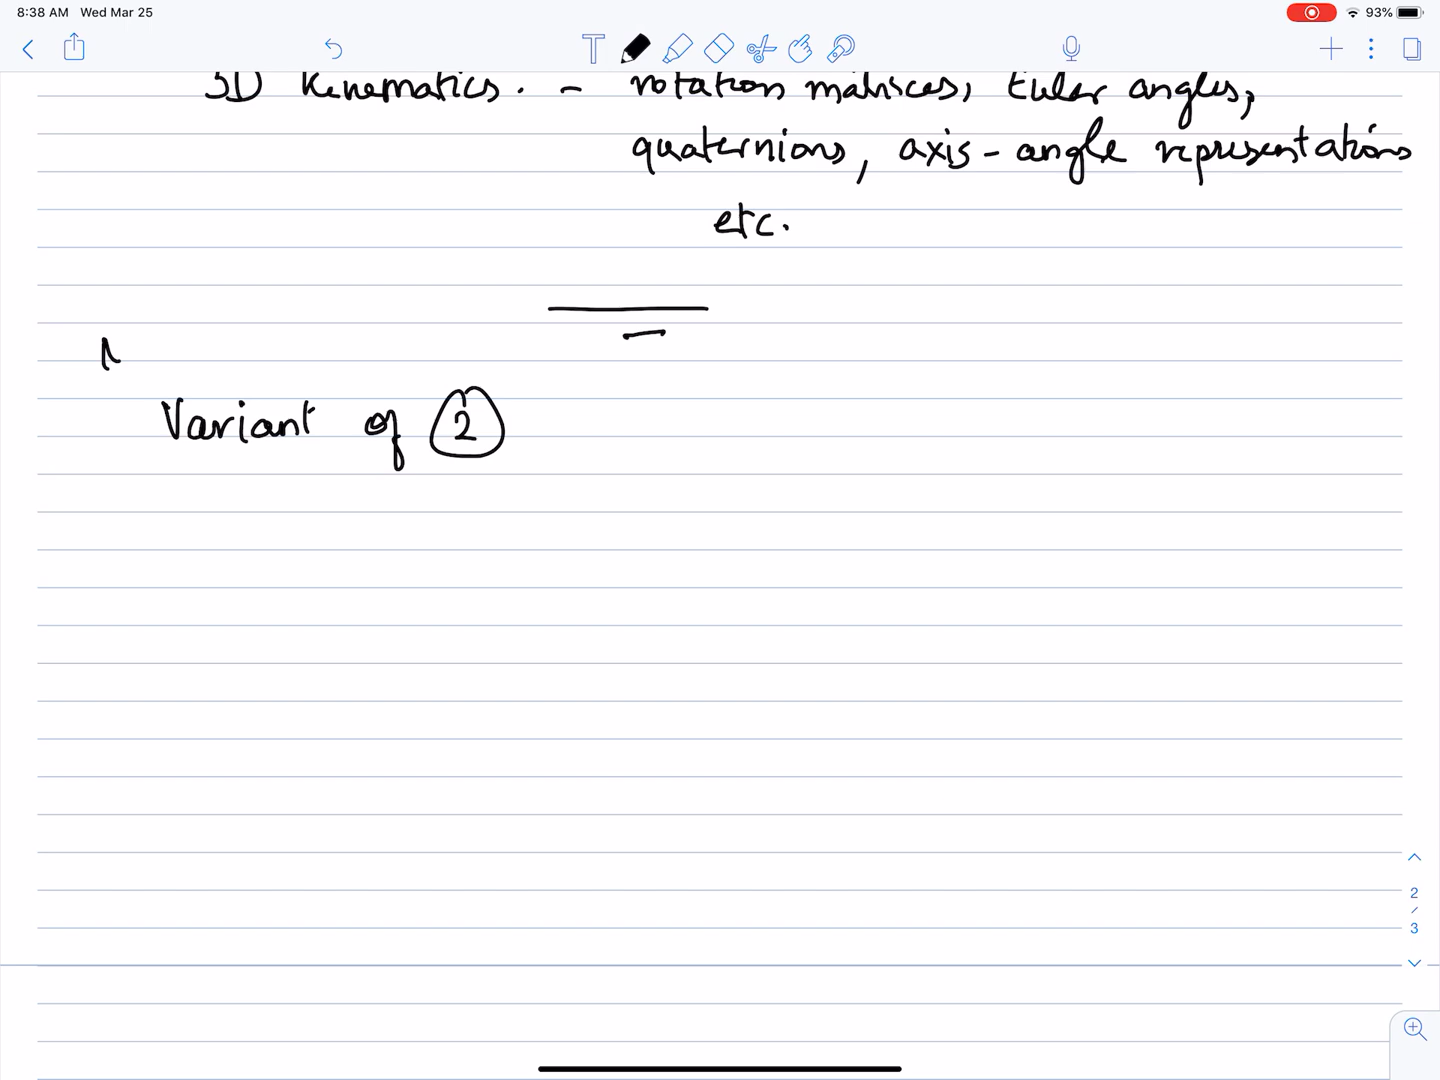 8:38 AM Wed Mar 25 93%
3D Kinematics. - rotation matrices, Euler angles,
quaternions, axis-angle representations
etc.
Variant of 2
2
/
3